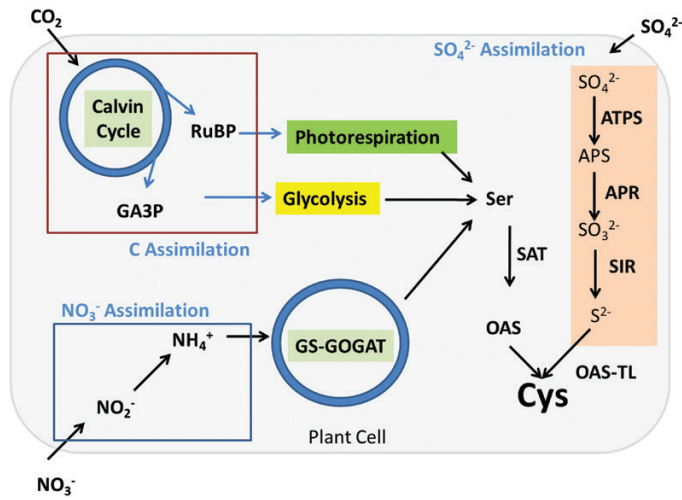 CO₂
SO₄²⁻
SO₄²⁻ Assimilation
Calvin
Cycle
RuBP
GA3P
C Assimilation
Photorespiration
Glycolysis
Ser
SAT
OAS
SO₄²⁻
ATPS
APS
APR
SO₃²⁻
SIR
S²⁻
OAS-TL
Cys
NO₃⁻ Assimilation
NH₄⁺
NO₂⁻
GS-GOGAT
Plant Cell
NO₃⁻